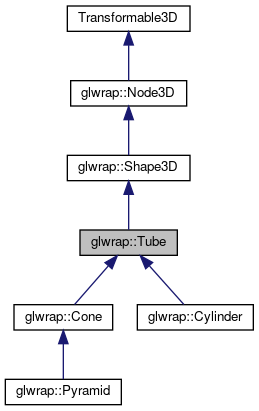 Transformable3D
glwrap::Node3D
glwrap::Shape3D
glwrap::Tube
glwrap::Cone
glwrap::Cylinder
glwrap::Pyramid